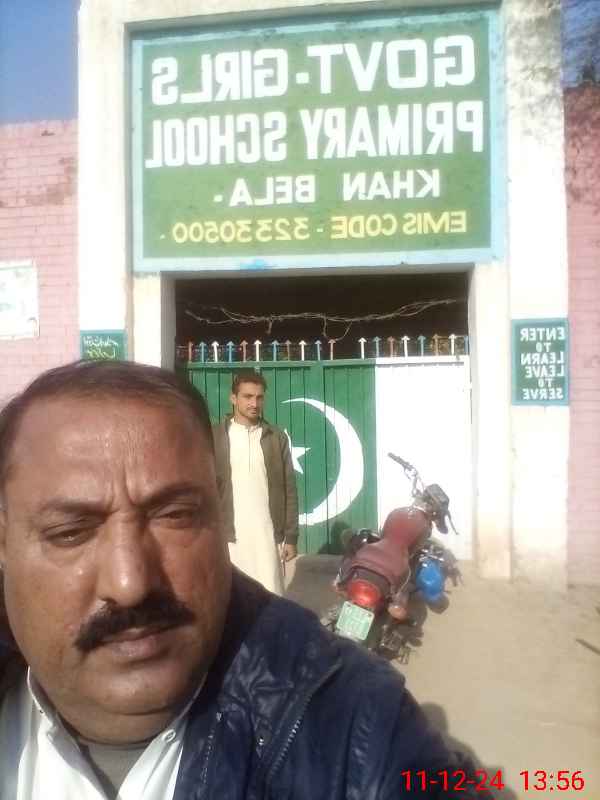 GOVT-GIRLS
PRIMARY SCHOOL
KHAN BELA-
EMIS CODE - 32330500-
ENTER
TO
LEARN
LEAVE
TO
SERVE
11-12-24 13:56